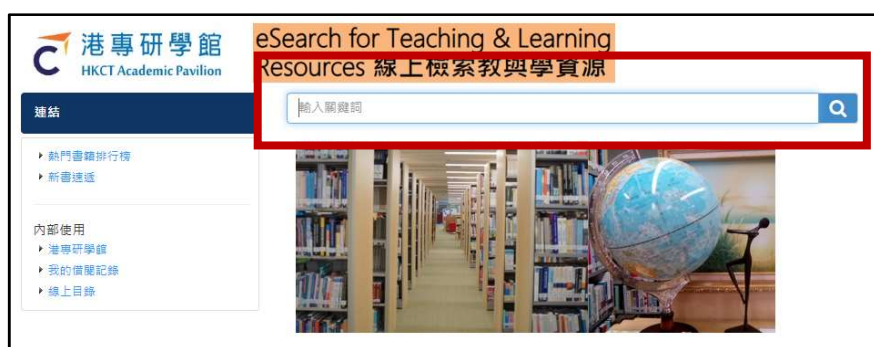 港專研學館
HKCT Academic Pavilion
eSearch for Teaching & Learning
Resources 線上檢索教與學資源
連結
輸入關鍵詞
熱門書籍排行榜
新書速遞
內部使用
港專研學館
我的借閱記錄
線上目錄